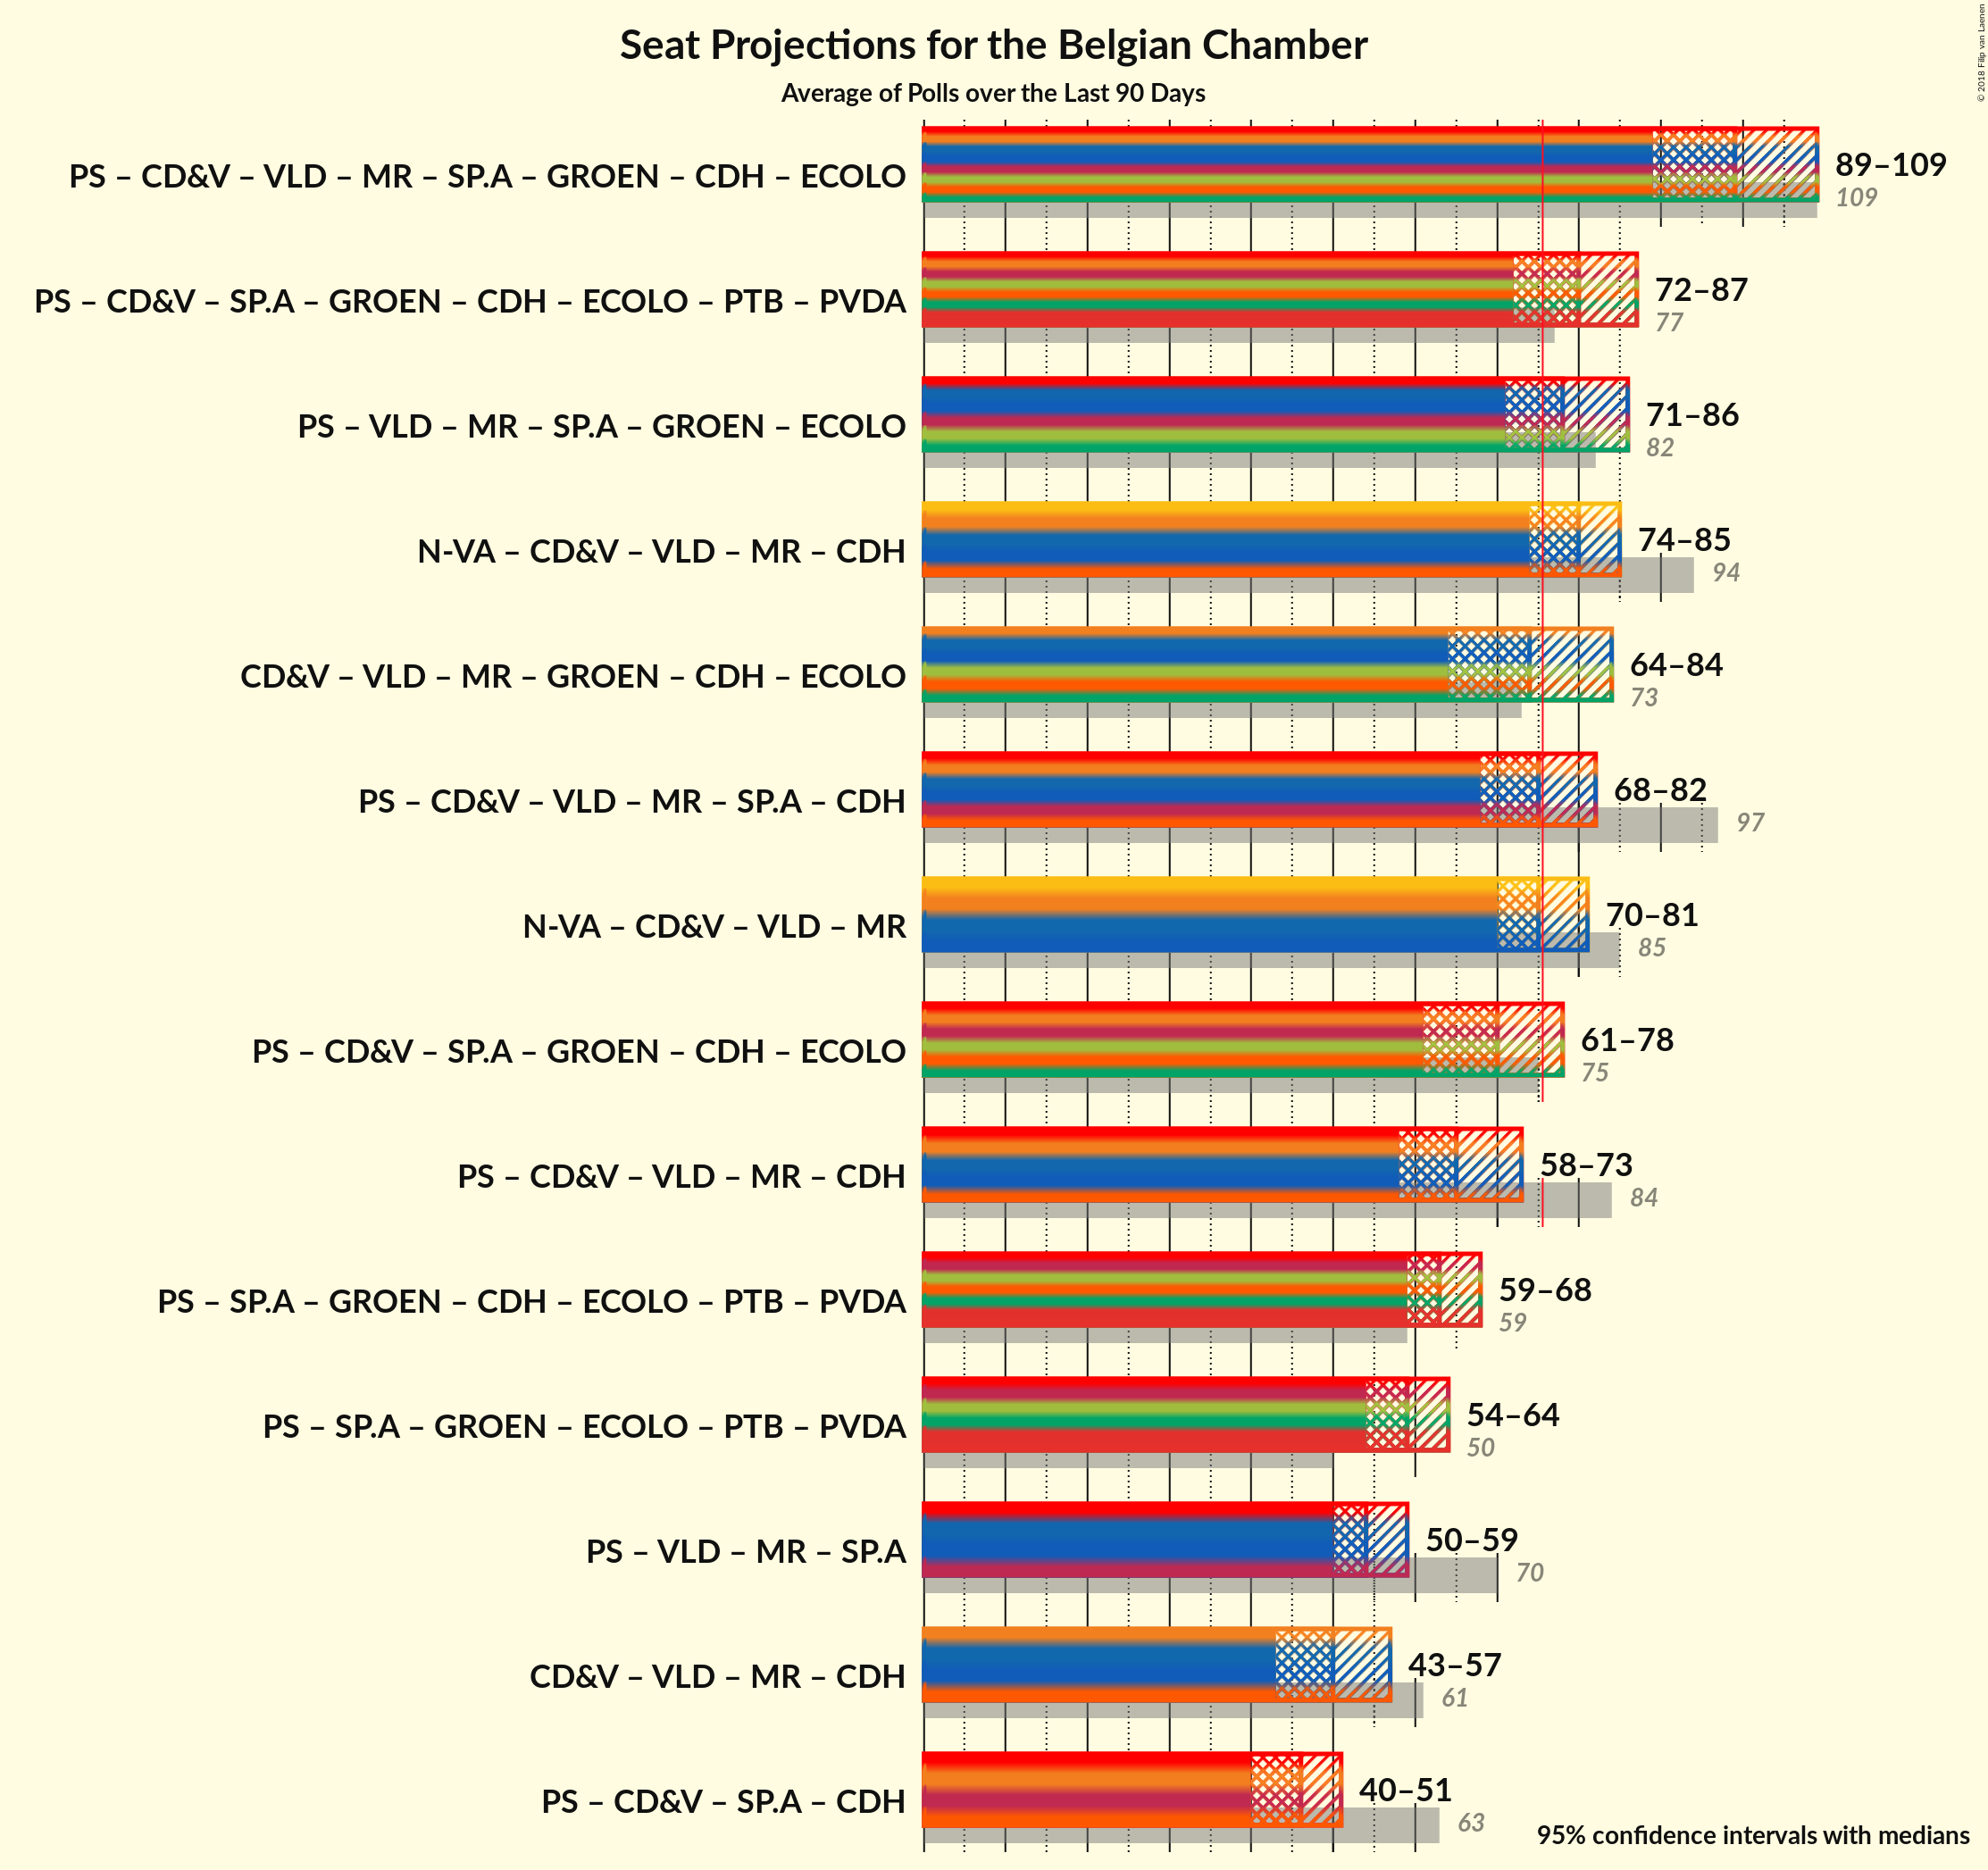 Seat Projections for the Belgian Chamber
Average of Polls over the Last 90 Days
© 2018 Filip van Laenen
PS – CD&V – VLD – MR – SP.A – GROEN – CDH – ECOLO
89–109
109
PS – CD&V – SP.A – GROEN – CDH – ECOLO – PTB – PVDA
72–87
77
PS – VLD – MR – SP.A – GROEN – ECOLO
71–86
82
N-VA – CD&V – VLD – MR – CDH
74–85
94
CD&V – VLD – MR – GROEN – CDH – ECOLO
64–84
73
PS – CD&V – VLD – MR – SP.A – CDH
68–82
97
N-VA – CD&V – VLD – MR
70–81
85
PS – CD&V – SP.A – GROEN – CDH – ECOLO
61–78
75
PS – CD&V – VLD – MR – CDH
58–73
84
PS – SP.A – GROEN – CDH – ECOLO – PTB – PVDA
59–68
59
PS – SP.A – GROEN – ECOLO – PTB – PVDA
54–64
50
PS – VLD – MR – SP.A
50–59
70
CD&V – VLD – MR – CDH
43–57
61
PS – CD&V – SP.A – CDH
40–51
63
95% confidence intervals with medians